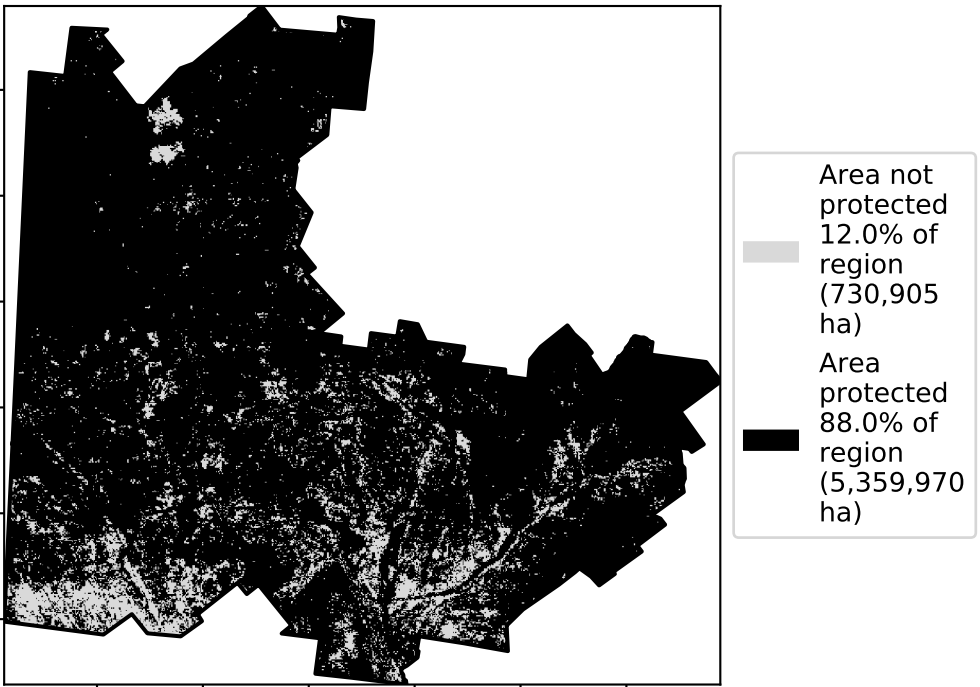 Area not
protected
12.0% of
region
(730,905
ha)
Area
protected
88.0% of
region
(5,359,970
ha)